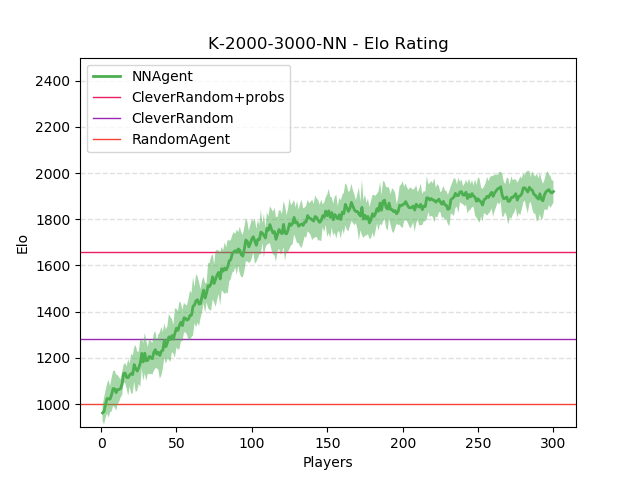 K-2000-3000-NN - Elo Rating
NNAgent
CleverRandom+probs
CleverRandom
RandomAgent
Elo
2400
2200
2000
1800
1600
1400
1200
1000
0 50 100 150 200 250 300
Players